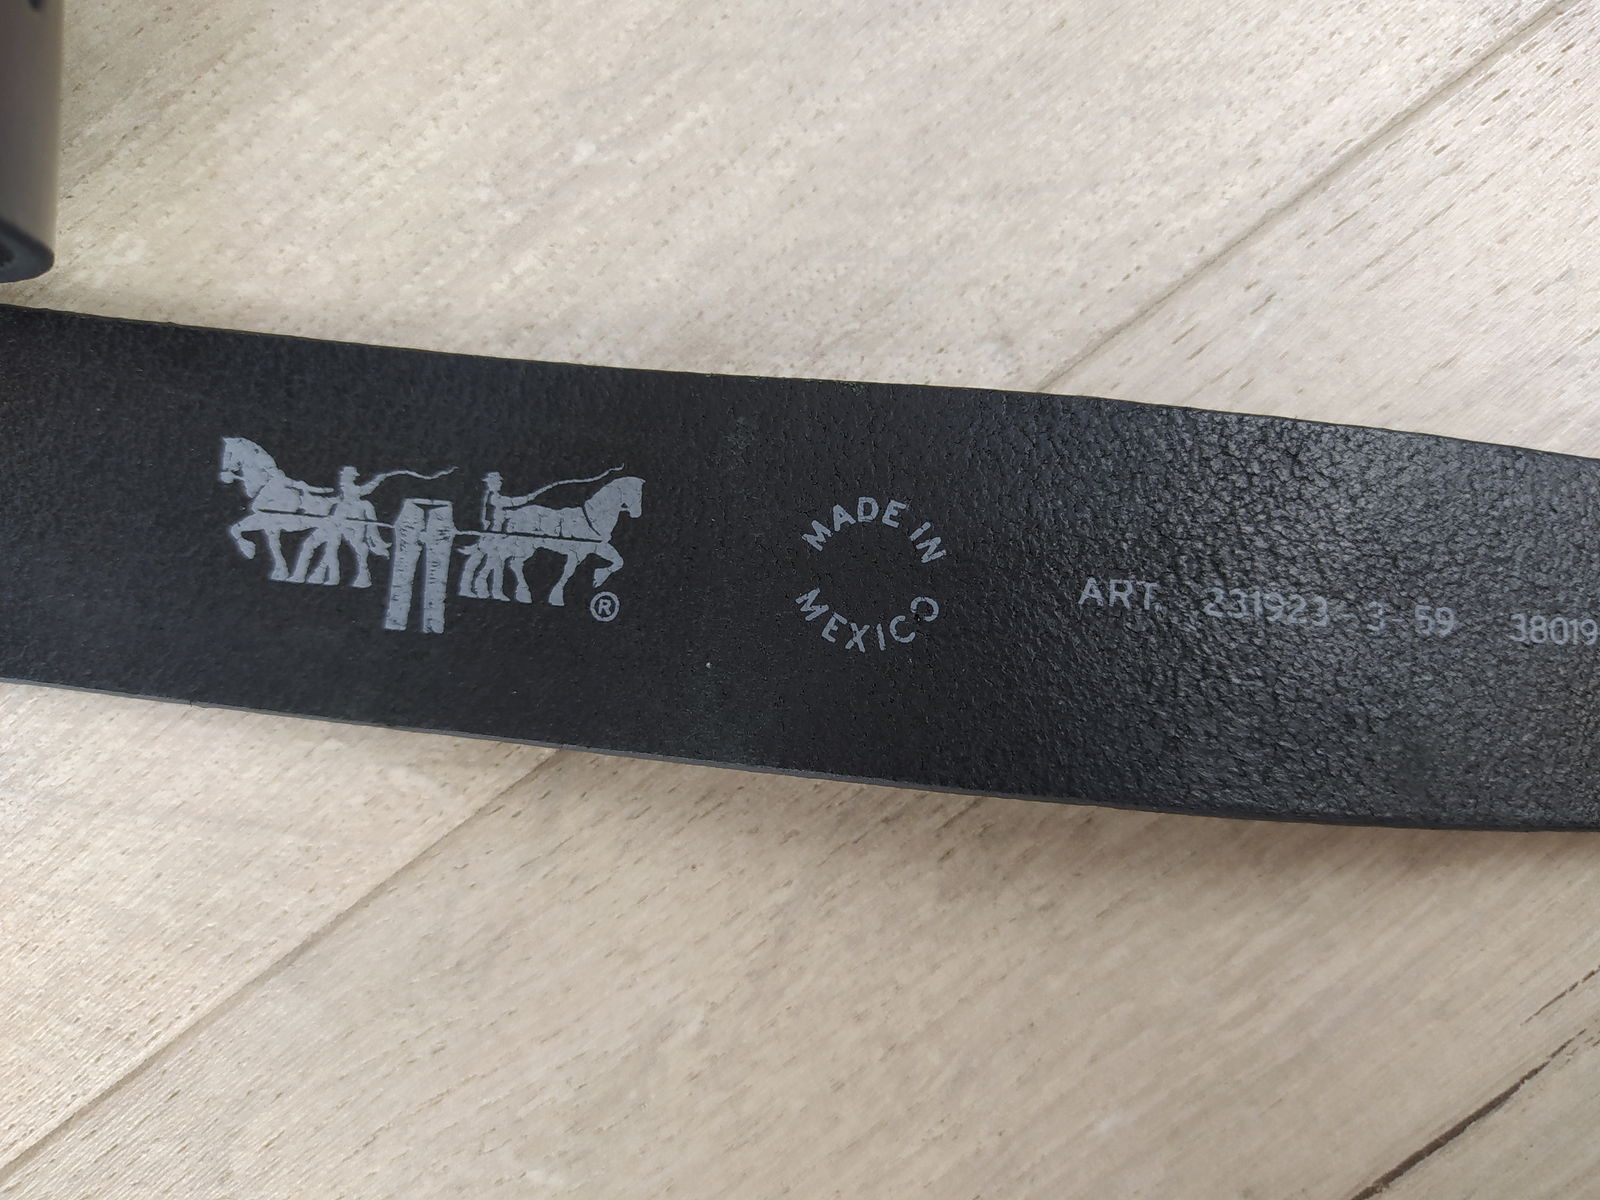 ®
MADE IN
MEXICO
ART. 231923 - 3 - 59 38019